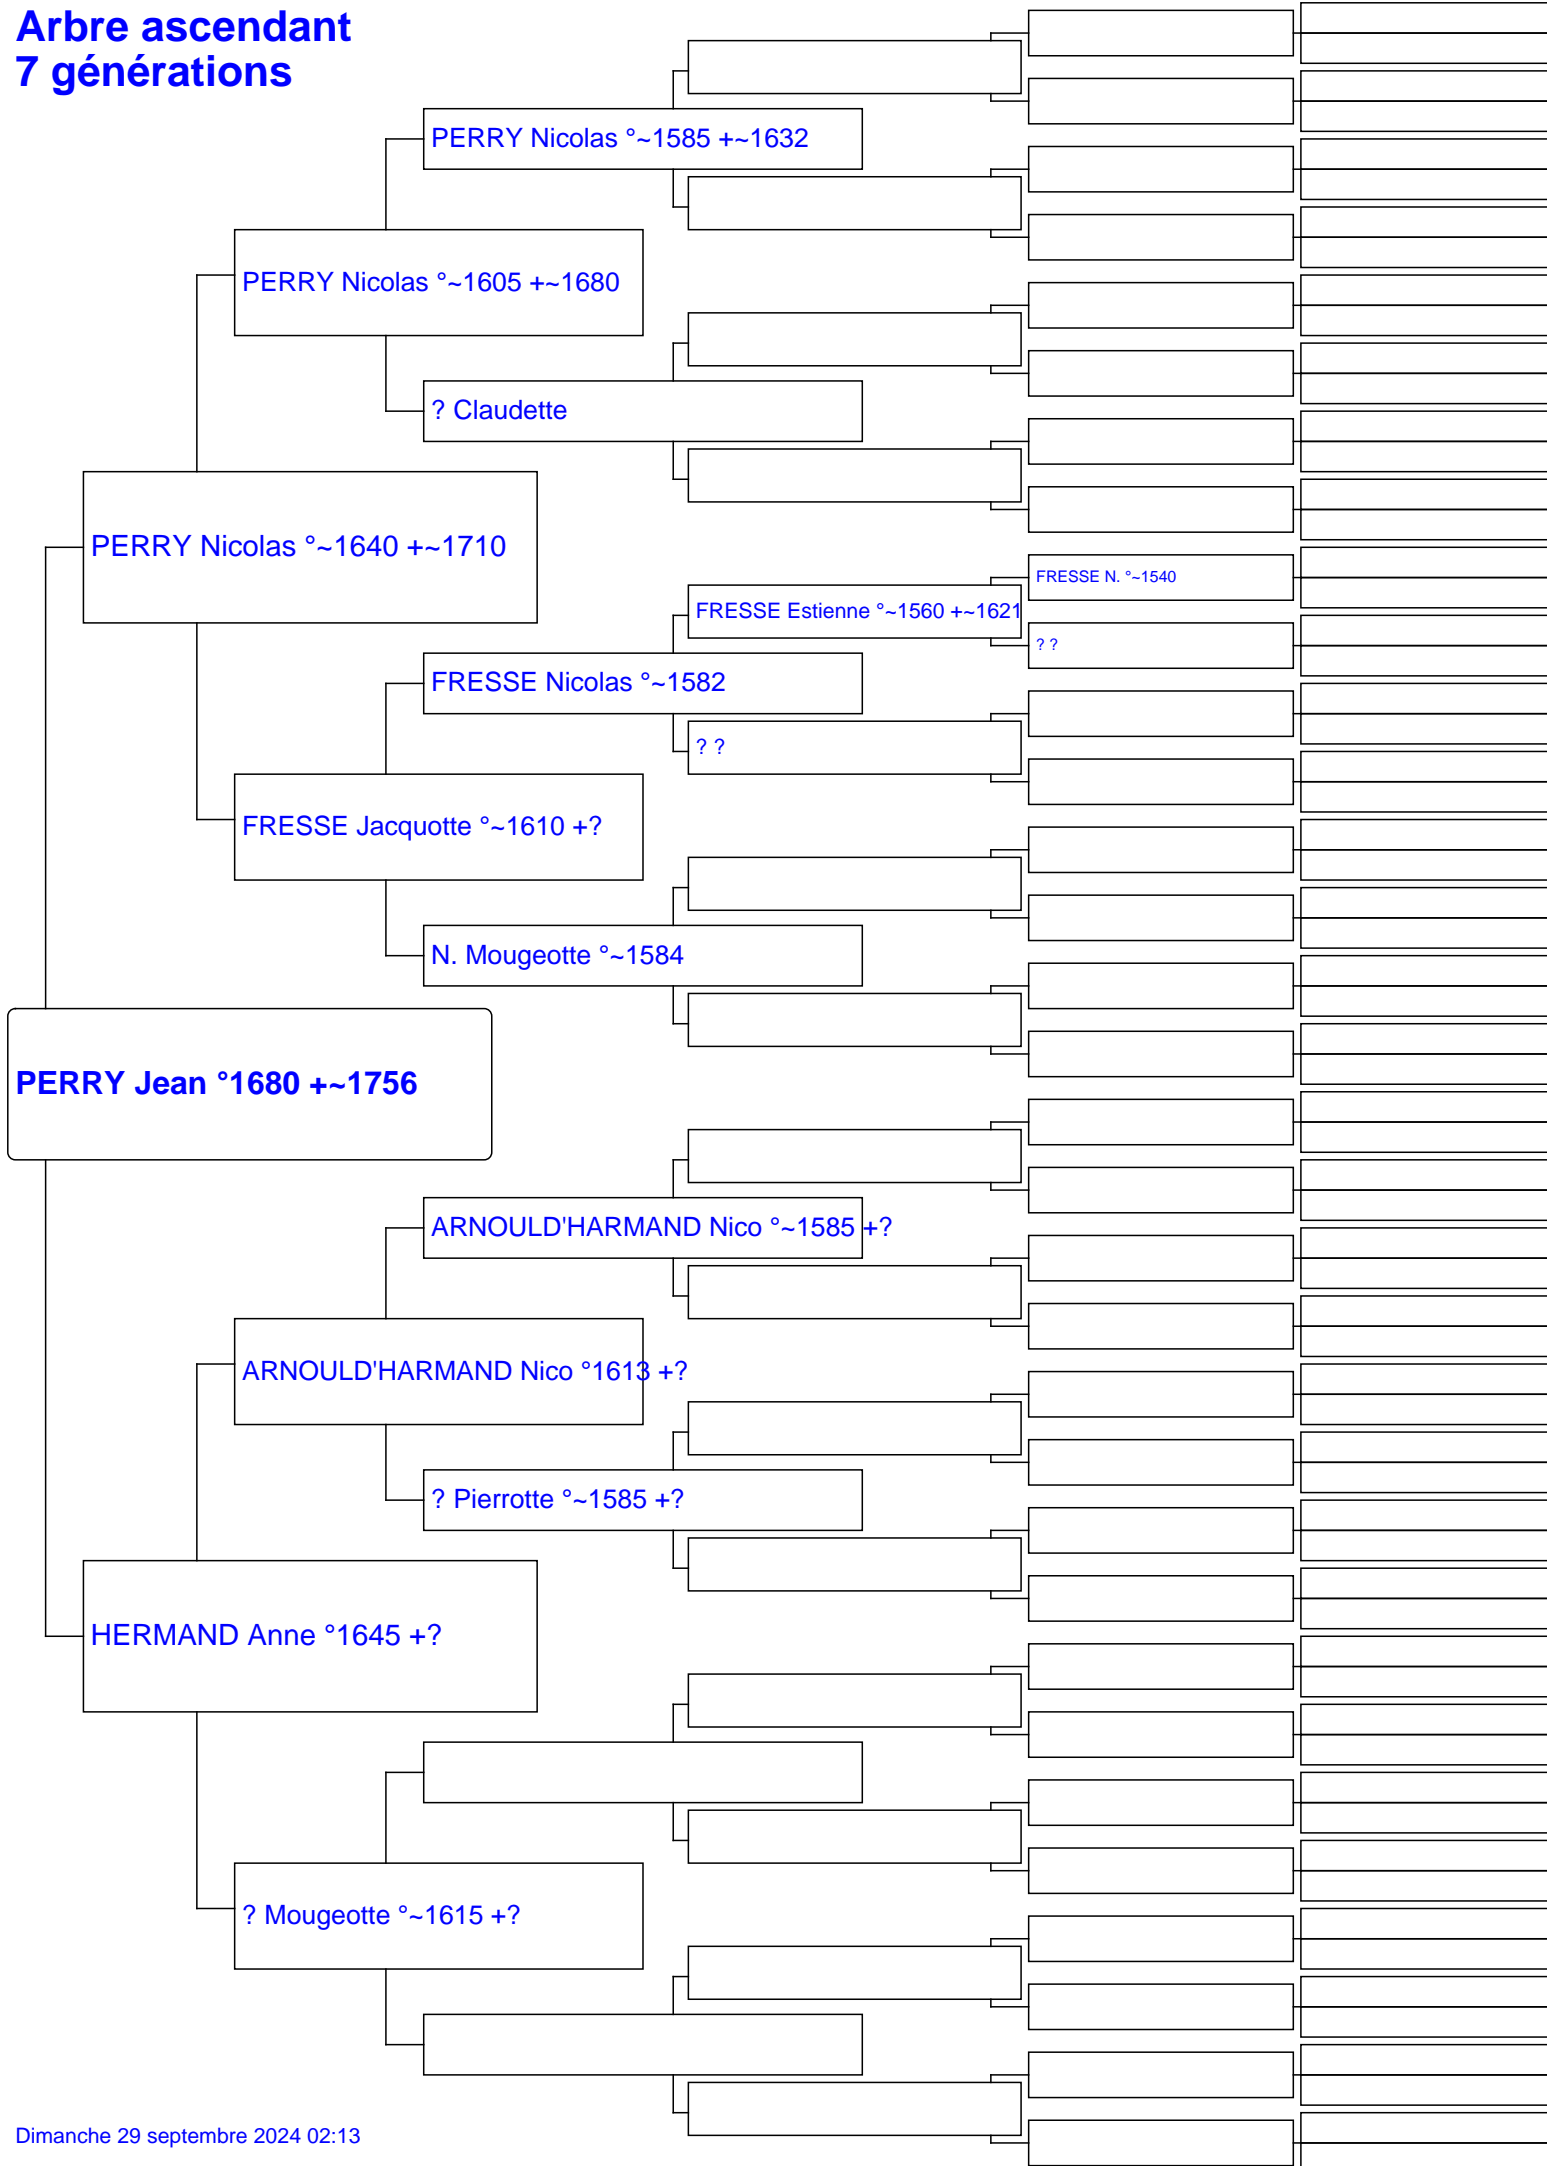 Arbre ascendant
7 générations
PERRY Nicolas °~1585 +~1632
PERRY Nicolas °~1605 +~1680
? Claudette
PERRY Nicolas °~1640 +~1710
FRESSE N. °~1540
FRESSE Estienne °~1560 +~1621
? ?
FRESSE Nicolas °~1582
? ?
FRESSE Jacquotte °~1610 +?
N. Mougeotte °~1584
PERRY Jean °1680 +~1756
ARNOULD'HARMAND Nico °~1585 +?
ARNOULD'HARMAND Nico °1613 +?
? Pierrotte °~1585 +?
HERMAND Anne °1645 +?
? Mougeotte °~1615 +?
Dimanche 29 septembre 2024 02:13